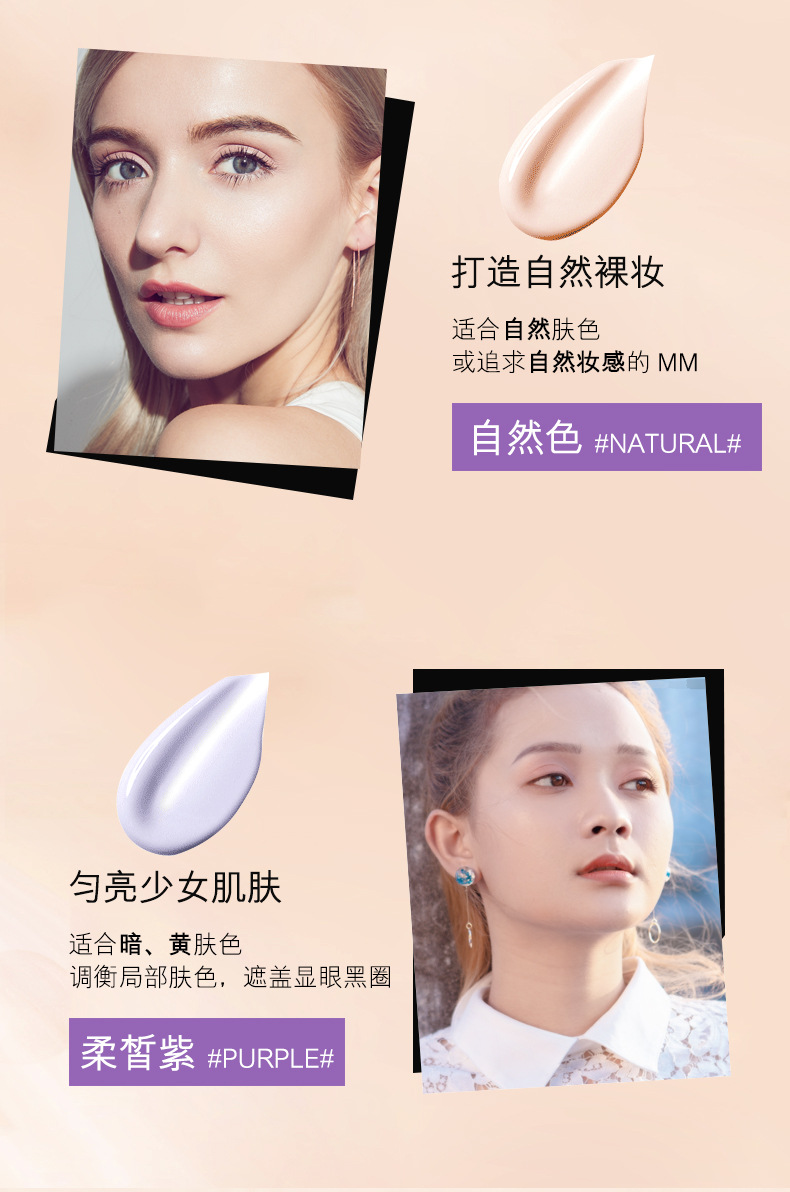 打造自然裸妆
适合自然肤色
或追求自然妆感的 MM
自然色 #NATURAL#
匀亮少女肌肤
适合暗、黄肤色
调衡局部肤色，遮盖显眼黑圈
柔皙紫 #PURPLE#